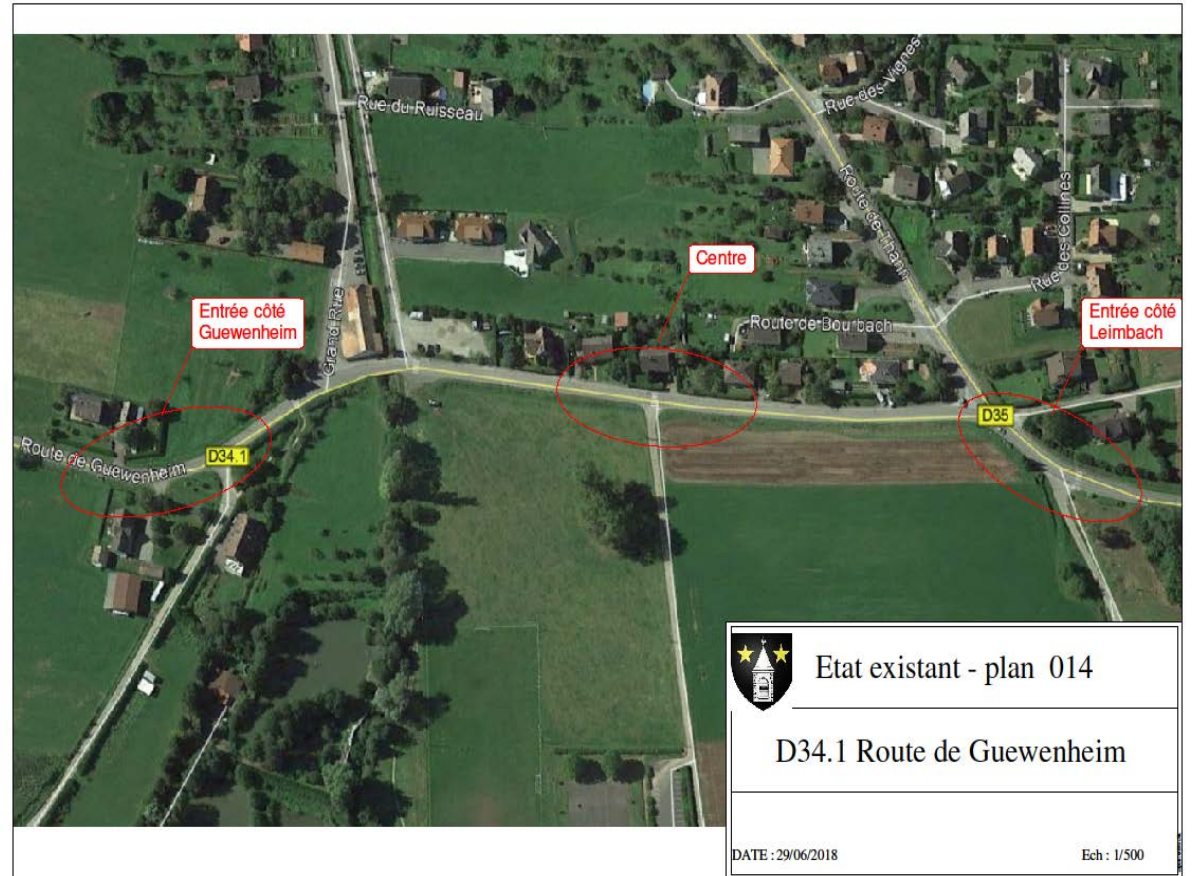 Rue du Ruisseau
Rue des Vignes
Route de Thann
Rue des Collines
Centre
Entrée côté
Guewenheim
Grand Rue
Route de Bourbach
Entrée côté
Leimbach
D35
Route de Guewenheim
D34.1
Etat existant - plan 014
D34.1 Route de Guewenheim
DATE : 29/06/2018
Ech : 1/500